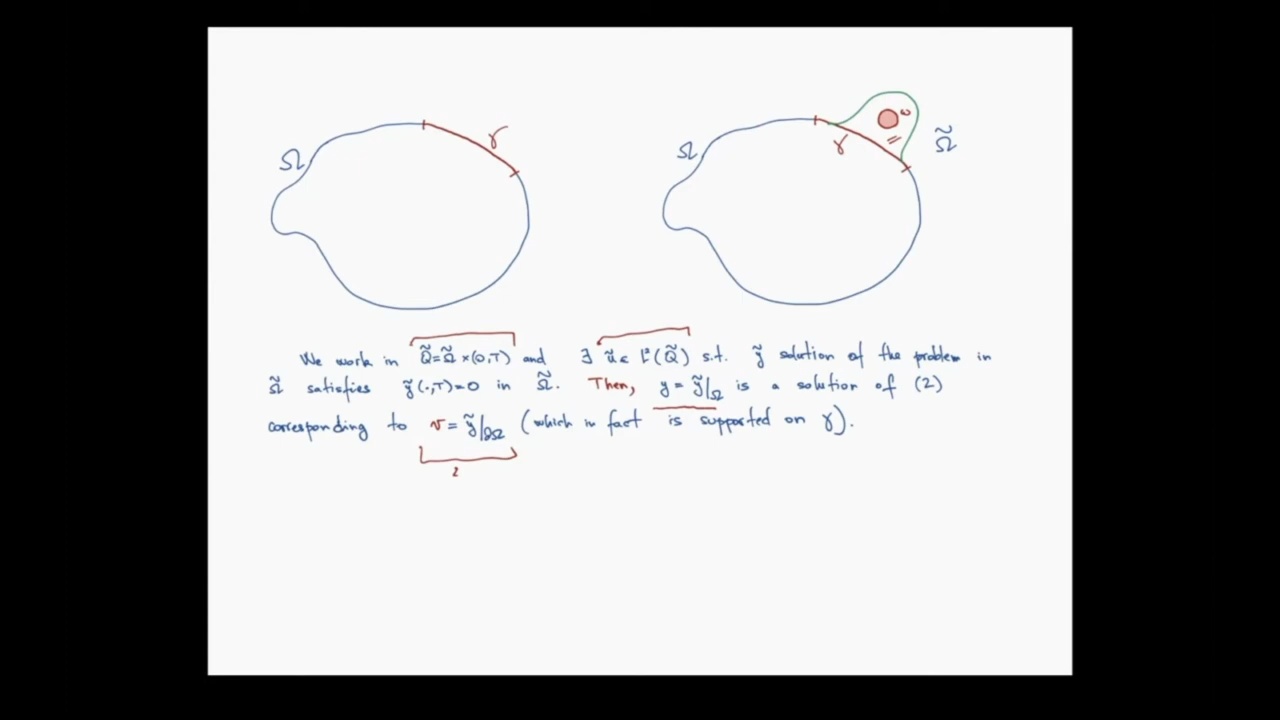 Ω γ
Ω γ ω Ω̃
We work in Q̃=Ω̃×(0,T) and ∃ ũ∈L²(Q̃) s.t. ỹ solution of the problem in
Ω̃ satisfies ỹ(·,T)=0 in Ω̃. Then, y = ỹ|Ω is a solution of (2)
corresponding to v = ỹ|∂Ω (which in fact is supported on γ).